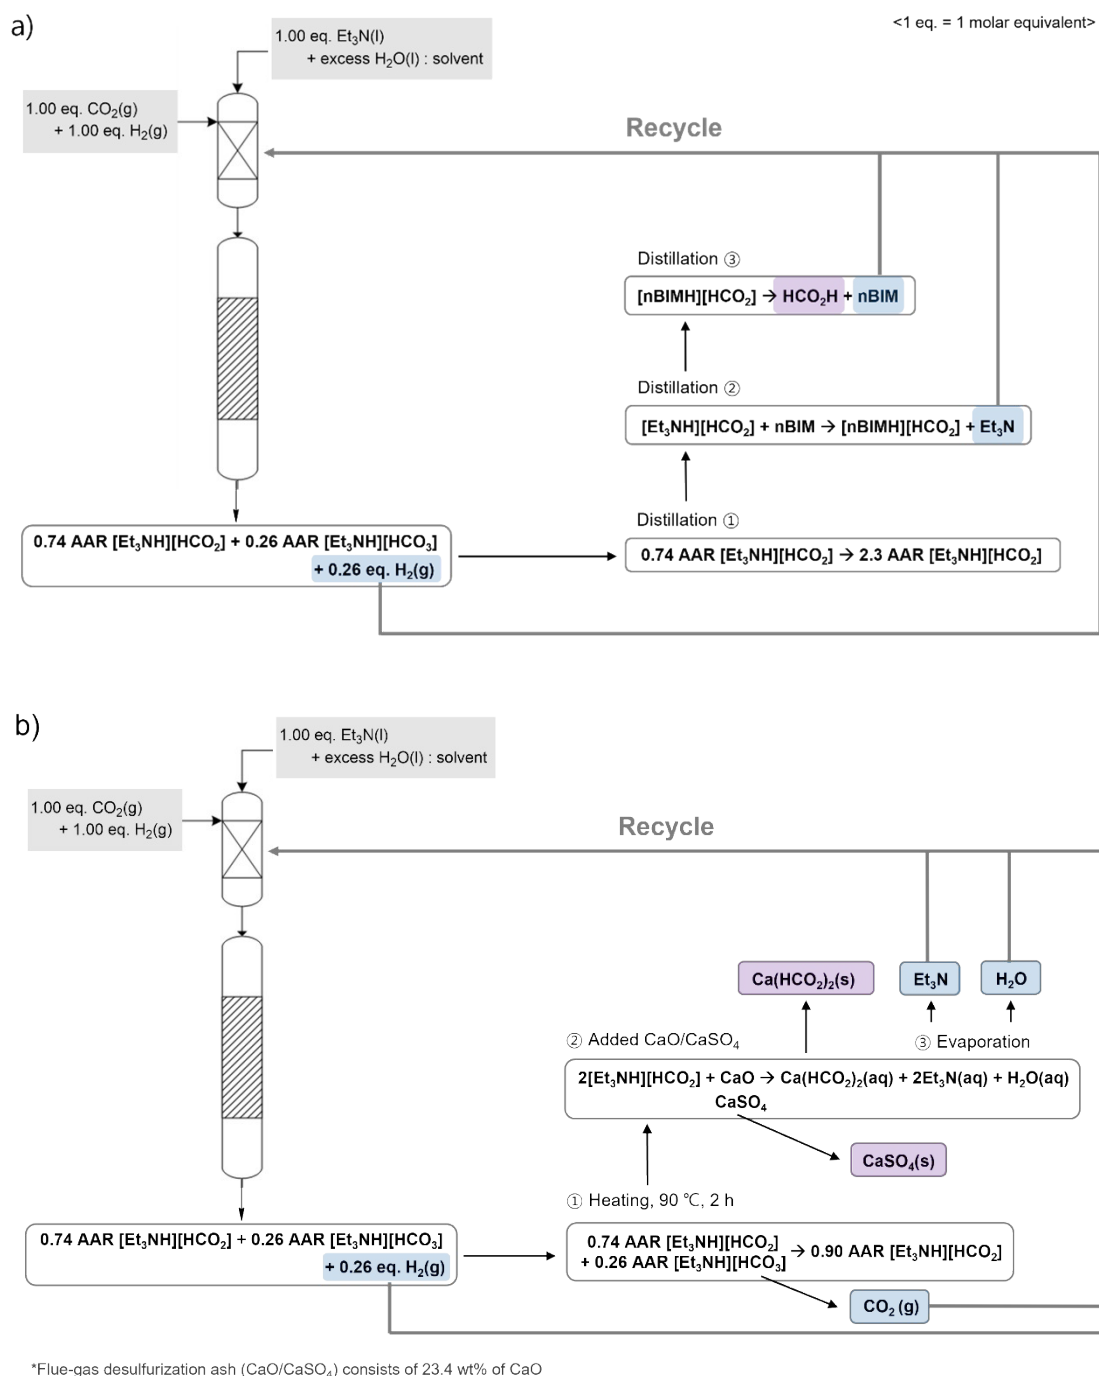 a)
<1 eq. = 1 molar equivalent>
1.00 eq. Et₃N(l)
+ excess H₂O(l) : solvent
1.00 eq. CO₂(g)
+ 1.00 eq. H₂(g)
Recycle
Distillation ③
[nBIMH][HCO₂] → HCO₂H + nBIM
Distillation ②
[Et₃NH][HCO₂] + nBIM → [nBIMH][HCO₂] + Et₃N
Distillation ①
0.74 AAR [Et₃NH][HCO₂] → 2.3 AAR [Et₃NH][HCO₂]
0.74 AAR [Et₃NH][HCO₂] + 0.26 AAR [Et₃NH][HCO₃]
+ 0.26 eq. H₂(g)
b)
1.00 eq. Et₃N(l)
+ excess H₂O(l) : solvent
1.00 eq. CO₂(g)
+ 1.00 eq. H₂(g)
Recycle
Ca(HCO₂)₂(s)
Et₃N
H₂O
② Added CaO/CaSO₄
③ Evaporation
2[Et₃NH][HCO₂] + CaO → Ca(HCO₂)₂(aq) + 2Et₃N(aq) + H₂O(aq)
CaSO₄
CaSO₄(s)
① Heating, 90 ℃, 2 h
0.74 AAR [Et₃NH][HCO₂]
+ 0.26 AAR [Et₃NH][HCO₃]
→ 0.90 AAR [Et₃NH][HCO₂]
CO₂ (g)
0.74 AAR [Et₃NH][HCO₂] + 0.26 AAR [Et₃NH][HCO₃]
+ 0.26 eq. H₂(g)
*Flue-gas desulfurization ash (CaO/CaSO₄) consists of 23.4 wt% of CaO